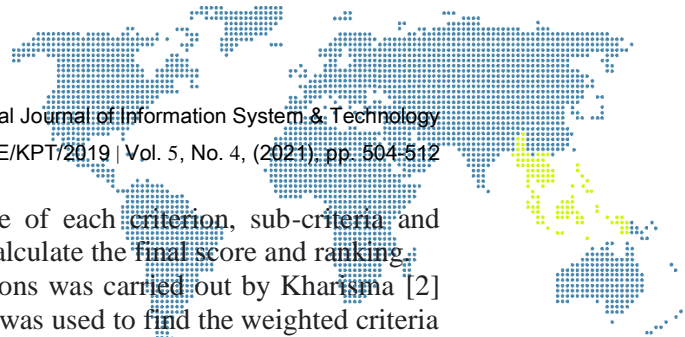 al Journal of Information System & Technology
E/KPT/2019 | Vol. 5, No. 4, (2021), pp. 504-512
e of each criterion, sub-criteria and
alculate the final score and ranking.
ons was carried out by Kharisma [2]
was used to find the weighted criteria